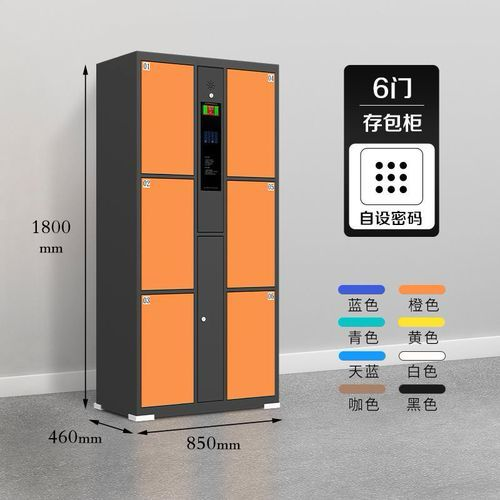 01
04
02
05
03
06
1800
mm
460mm
850mm
6门
存包柜
自设密码
蓝色
橙色
青色
黄色
天蓝
白色
咖色
黑色